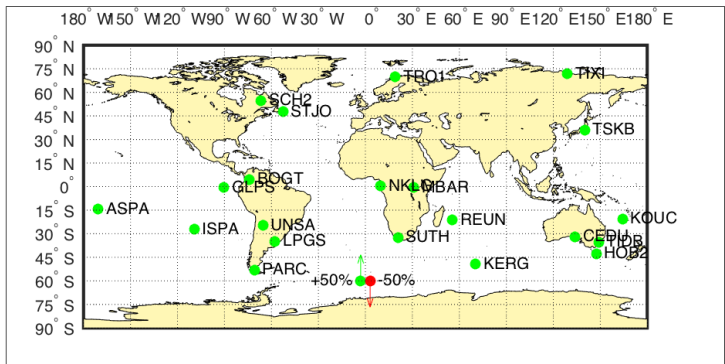 180° W150° W120° W90° W 60° W 30° W 0° 30° E 60° E 90° E120° E150° E180° E
90° N
75° N
TRO1 TIXI
60° N
SCH2
45° N
STJO
TSKB
30° N
15° N
BOGT
0°
GLPS NKLG MBAR
15° S
ASPA
REUN KOUC
ISPA UNSA
30° S
SUTH CEDU
LPGS TIDB
45° S
HOB2
KERG
PARC
60° S
+50% -50%
75° S
90° S